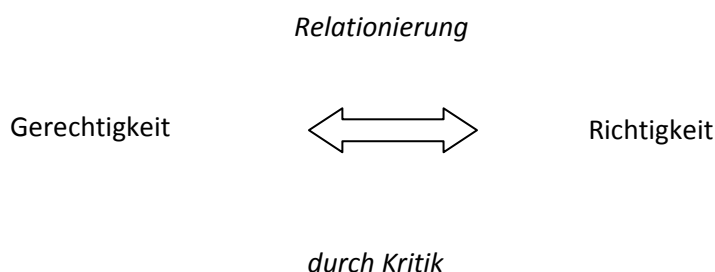 Relationierung
Gerechtigkeit
Richtigkeit
durch Kritik